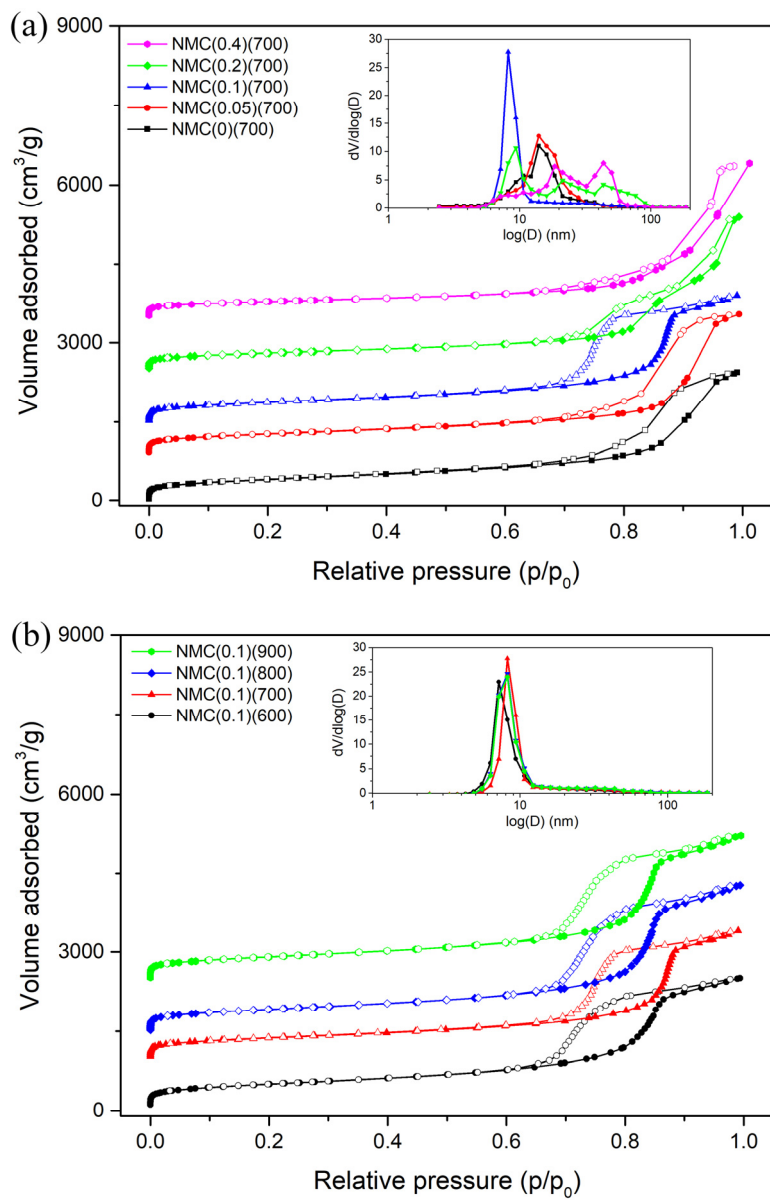 (a)
9000
6000
3000
0
Volume adsorbed (cm³/g)
NMC(0.4)(700)
NMC(0.2)(700)
NMC(0.1)(700)
NMC(0.05)(700)
NMC(0)(700)
30
25
20
15
10
5
0
dV/dlog(D)
1 10 100
log(D) (nm)
0.0 0.2 0.4 0.6 0.8 1.0
Relative pressure (p/p₀)
(b)
9000
6000
3000
0
Volume adsorbed (cm³/g)
NMC(0.1)(900)
NMC(0.1)(800)
NMC(0.1)(700)
NMC(0.1)(600)
30
25
20
15
10
5
0
dV/dlog(D)
1 10 100
log(D) (nm)
0.0 0.2 0.4 0.6 0.8 1.0
Relative pressure (p/p₀)